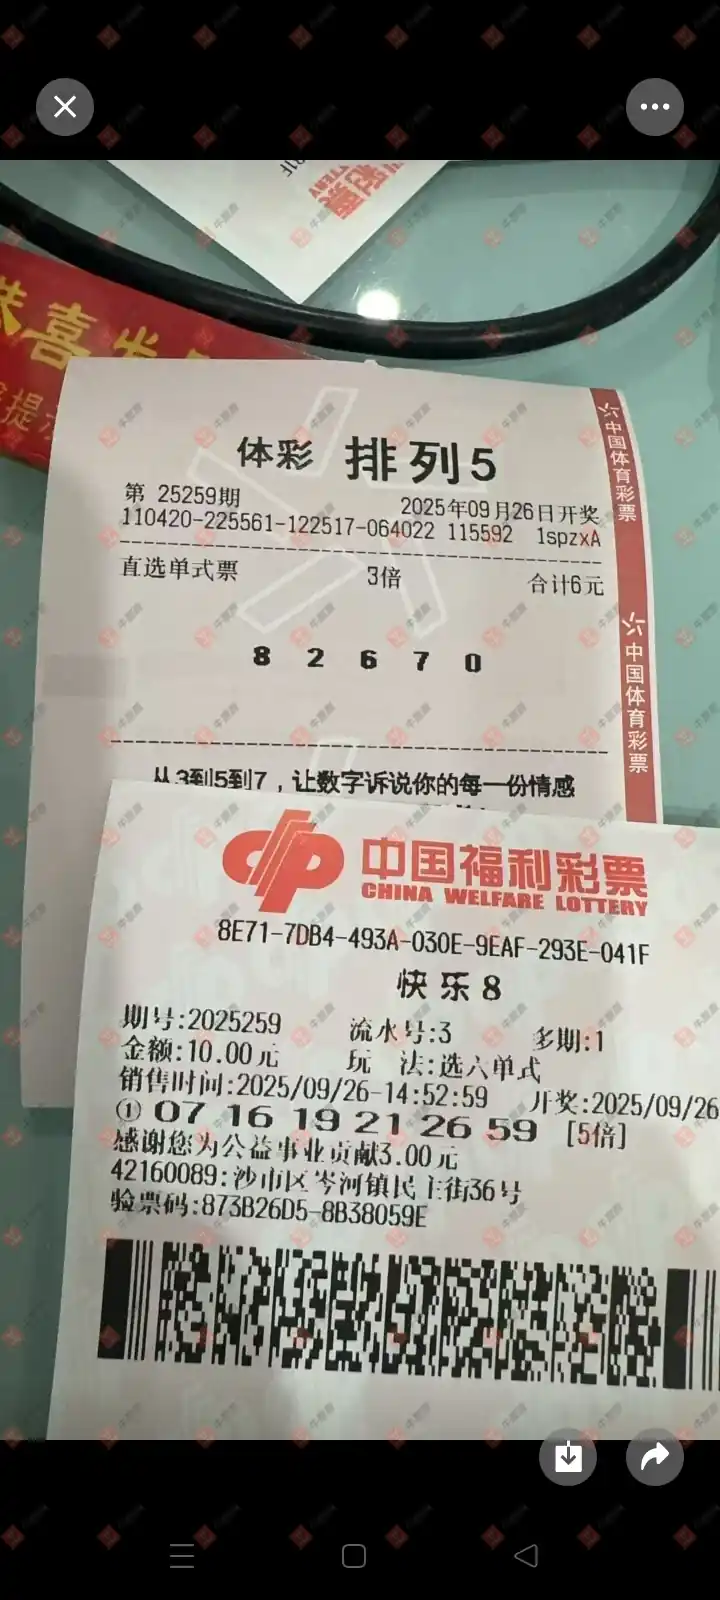 恭喜发
提示
体彩 排列5
第 25259期
2025年09月26日开奖
110420-225561-122517-064022 115592 1spzxA
直选单式票 3倍 合计6元
8 2 6 7 0
从3到5到7，让数字诉说你的每一份情感
中国体育彩票
中国体育彩票
中国福利彩票
CHINA WELFARE LOTTERY
8E71-7DB4-493A-030E-9EAF-293E-041F
快乐8
期号:2025259 流水号:3 多期:1
金额:10.00元 玩 法:选六单式
销售时间:2025/09/26-14:52:59 开奖:2025/09/26
① 07 16 19 21 26 59 [5倍]
感谢您为公益事业贡献3.00元
42160089:沙市区岑河镇民主街36号
验票码:873B26D5-8B38059E